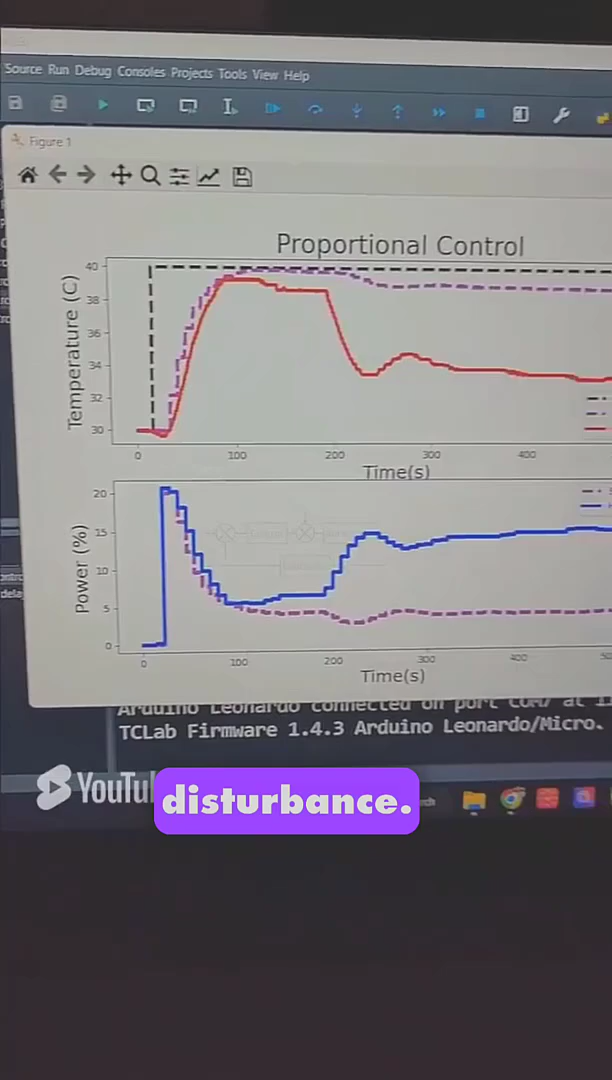 Source Run Debug Consoles Projects Tools View Help
Figure 1
Proportional Control
Temperature (C)
40
38
36
34
32
30
0
100
200
300
400
Time(s)
Power (%)
20
15
10
5
0
0
100
200
300
400
Time(s)
Arduino Leonardo connected on port COM7 at
TCLab Firmware 1.4.3 Arduino Leonardo/Micro.
YouTu
disturbance.